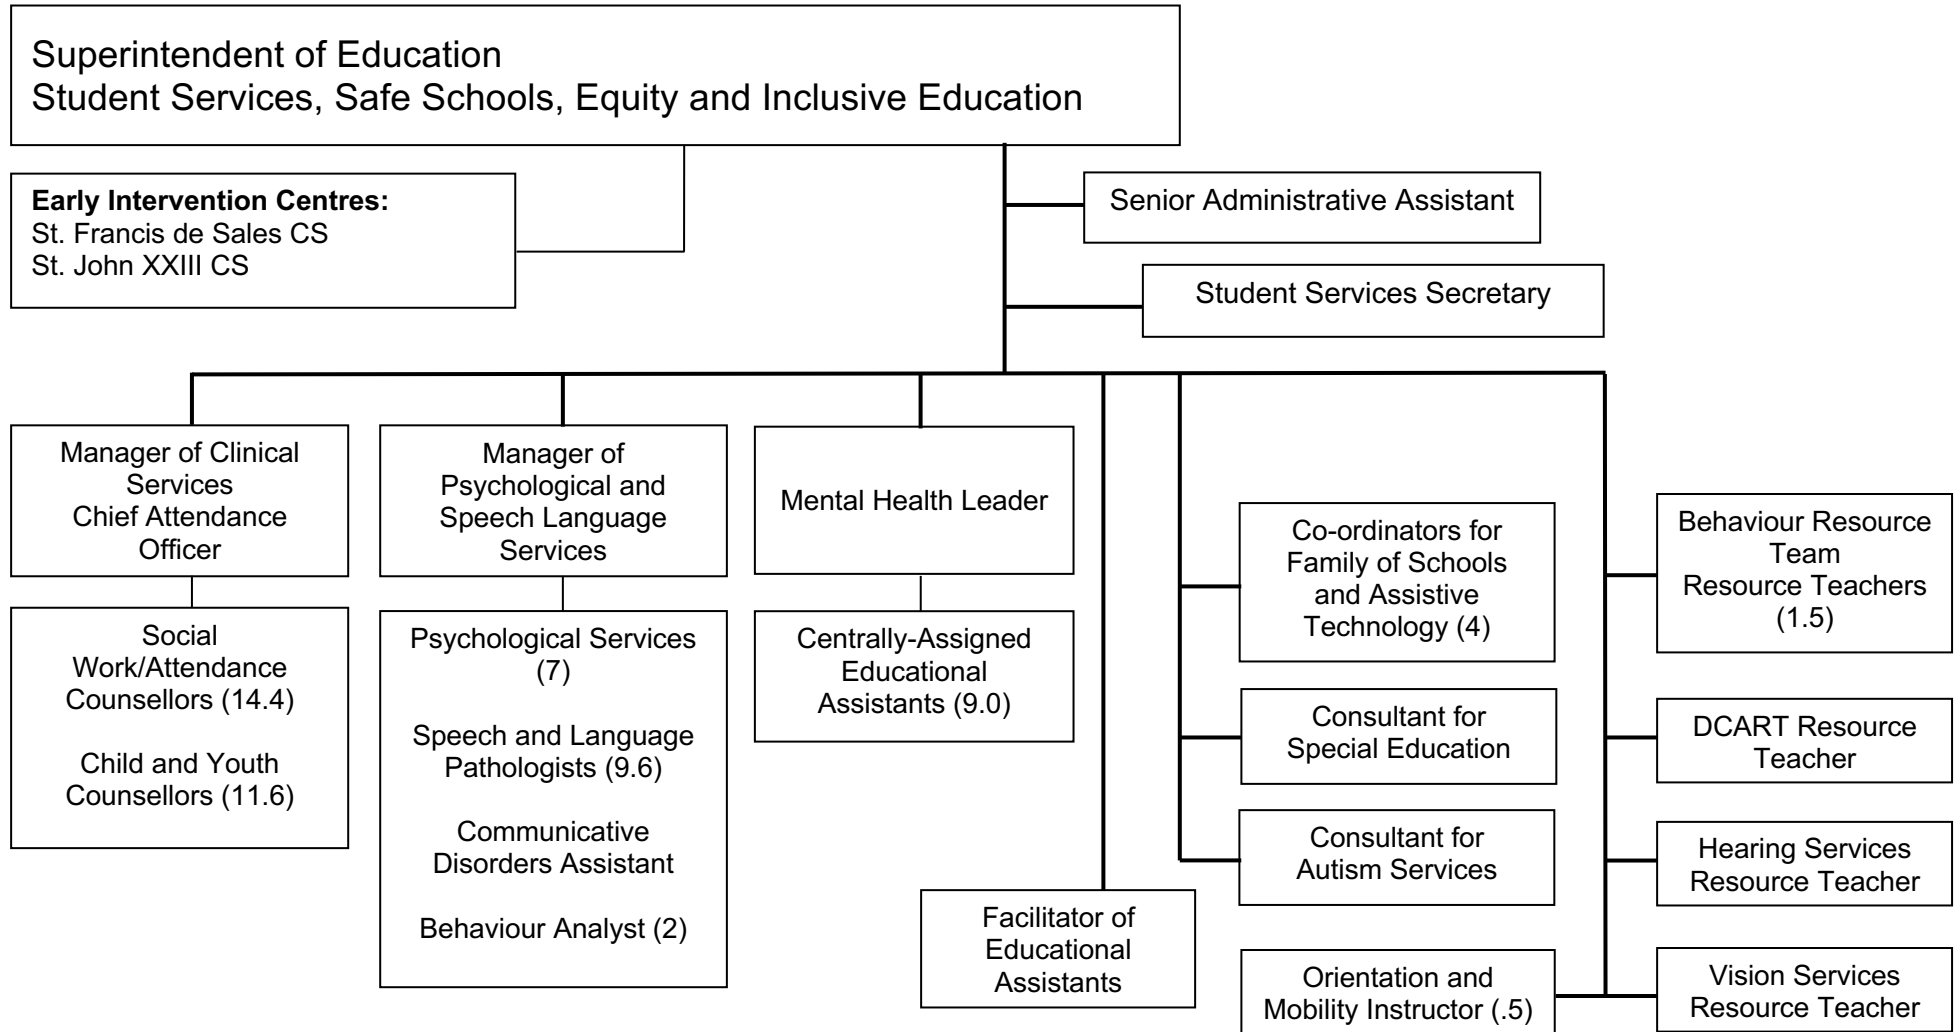 Superintendent of Education
Student Services, Safe Schools, Equity and Inclusive Education
Early Intervention Centres:
St. Francis de Sales CS
St. John XXIII CS
Senior Administrative Assistant
Student Services Secretary
Manager of Clinical
Services
Chief Attendance
Officer
Manager of
Psychological and
Speech Language
Services
Mental Health Leader
Social
Work/Attendance
Counsellors (14.4)
Child and Youth
Counsellors (11.6)
Psychological Services
(7)
Speech and Language
Pathologists (9.6)
Communicative
Disorders Assistant
Behaviour Analyst (2)
Centrally-Assigned
Educational
Assistants (9.0)
Facilitator of
Educational
Assistants
Co-ordinators for
Family of Schools
and Assistive
Technology (4)
Consultant for
Special Education
Consultant for
Autism Services
Orientation and
Mobility Instructor (.5)
Behaviour Resource
Team
Resource Teachers
(1.5)
DCART Resource
Teacher
Hearing Services
Resource Teacher
Vision Services
Resource Teacher